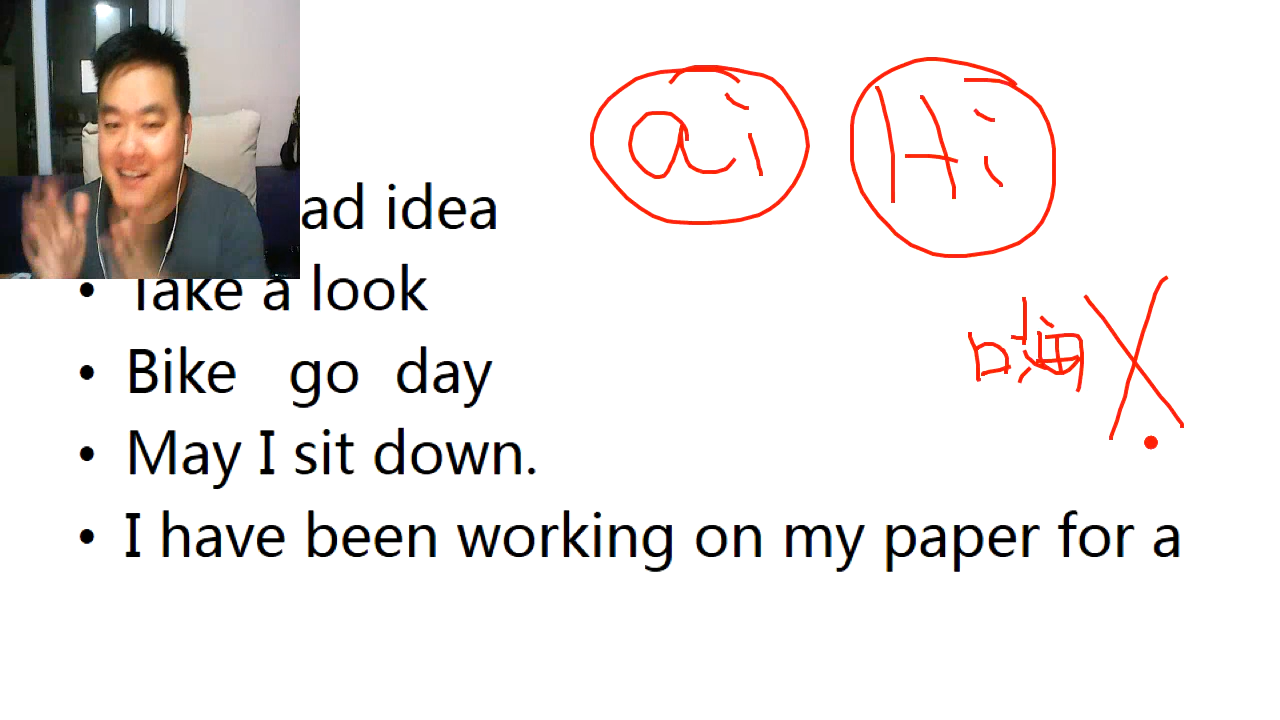 ai Hi
ad idea
Take a look
嗨
Bike go day
May I sit down.
I have been working on my paper for a